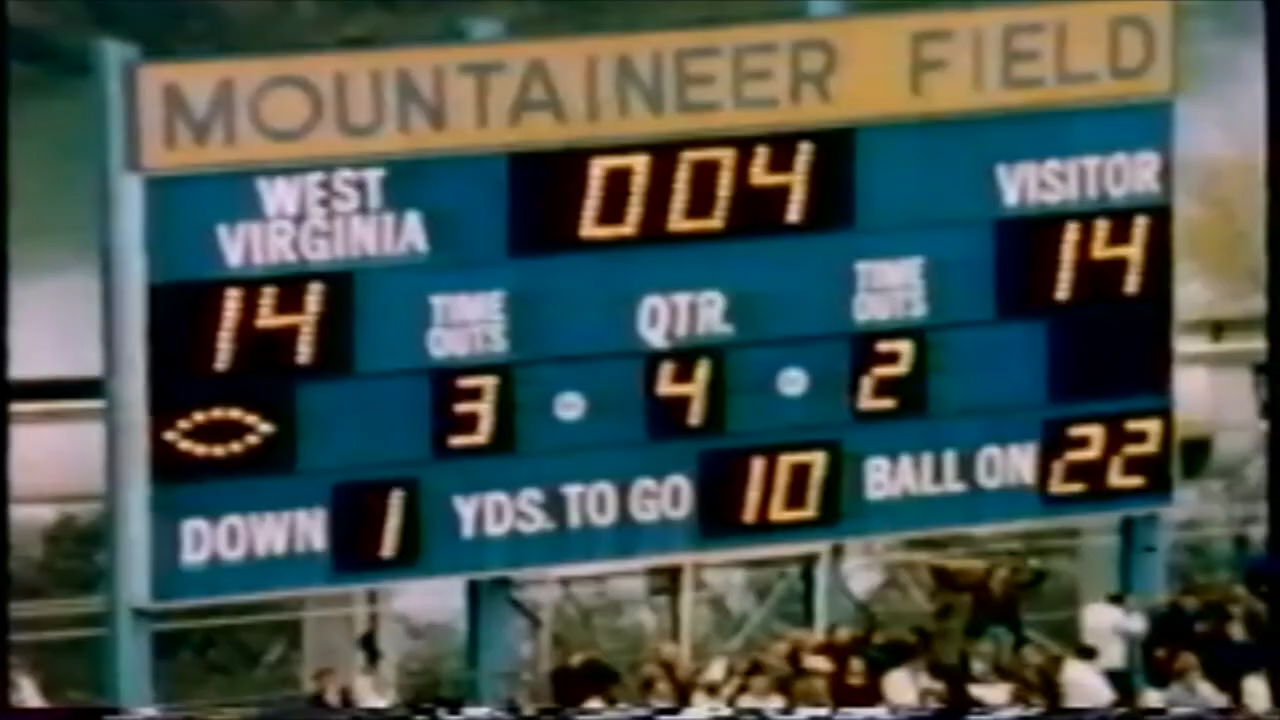 MOUNTAINEER FIELD
WEST
VIRGINIA
004
VISITOR
14
TIME
OUTS
QTR.
TIME
OUTS
14
3
4
2
DOWN 1 YDS. TO GO 10 BALL ON 22